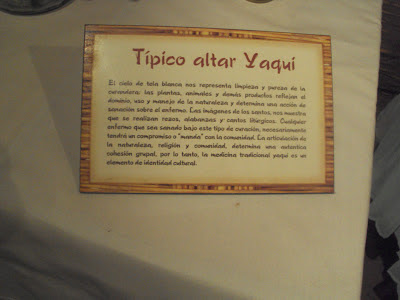 Típico altar Yaqui
El cielo de tela blanca nos representa limpieza y pureza de la
curandera; las plantas, animales y demás productos reflejan el
dominio, uso y manejo de la naturaleza y determina una acción de
sanación sobre el enfermo. Las imágenes de los santos, nos muestra
que se realizan rezos, alabanzas y cantos litúrgicos. Cualquier
enfermo que sea sanado bajo este tipo de curación, necesariamente
tendrá un compromiso o "manda" con la comunidad. La articulación de
la naturaleza, religión y comunidad, determina una autentica
cohesión grupal, por lo tanto, la medicina tradicional yaqui es un
elemento de identidad cultural.